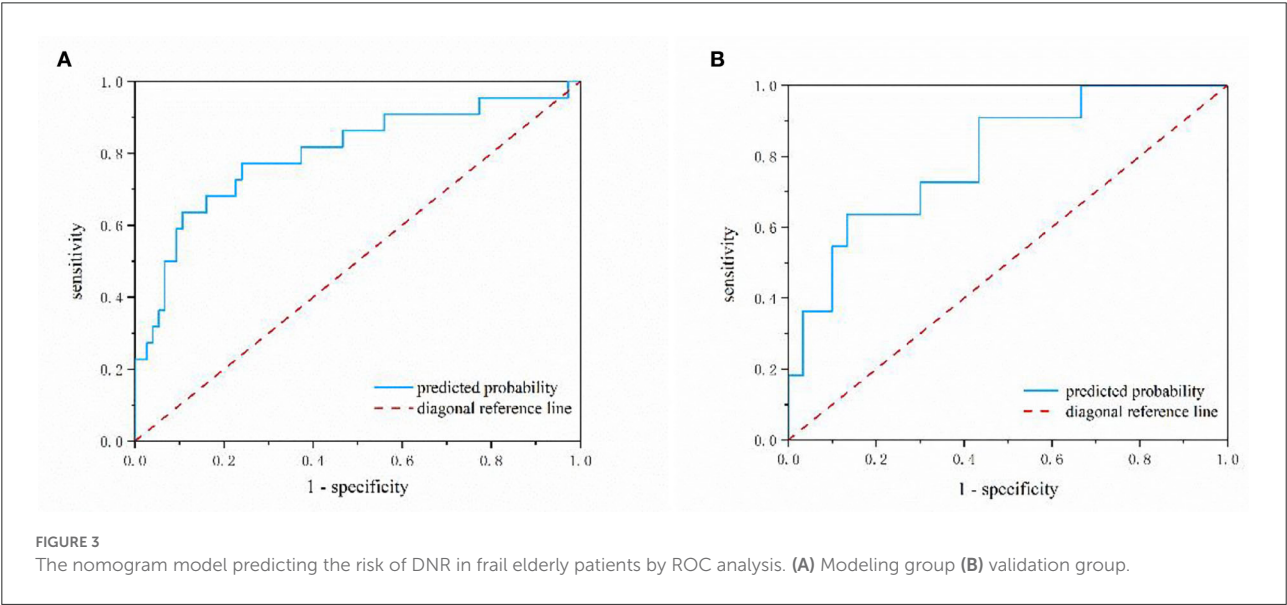 A
B
1. 0
0. 8
0. 6
0. 4
0. 2
0. 0
sensitivity
0. 0 0. 2 0. 4 0. 6 0. 8 1. 0
1 - specificity
predicted probability
diagonal reference line
1. 0
0. 8
0. 6
0. 4
0. 2
0. 0
sensitivity
0. 0 0. 2 0. 4 0. 6 0. 8 1. 0
1 - specificity
predicted probability
diagonal reference line
FIGURE 3
The nomogram model predicting the risk of DNR in frail elderly patients by ROC analysis. (A) Modeling group (B) validation group.